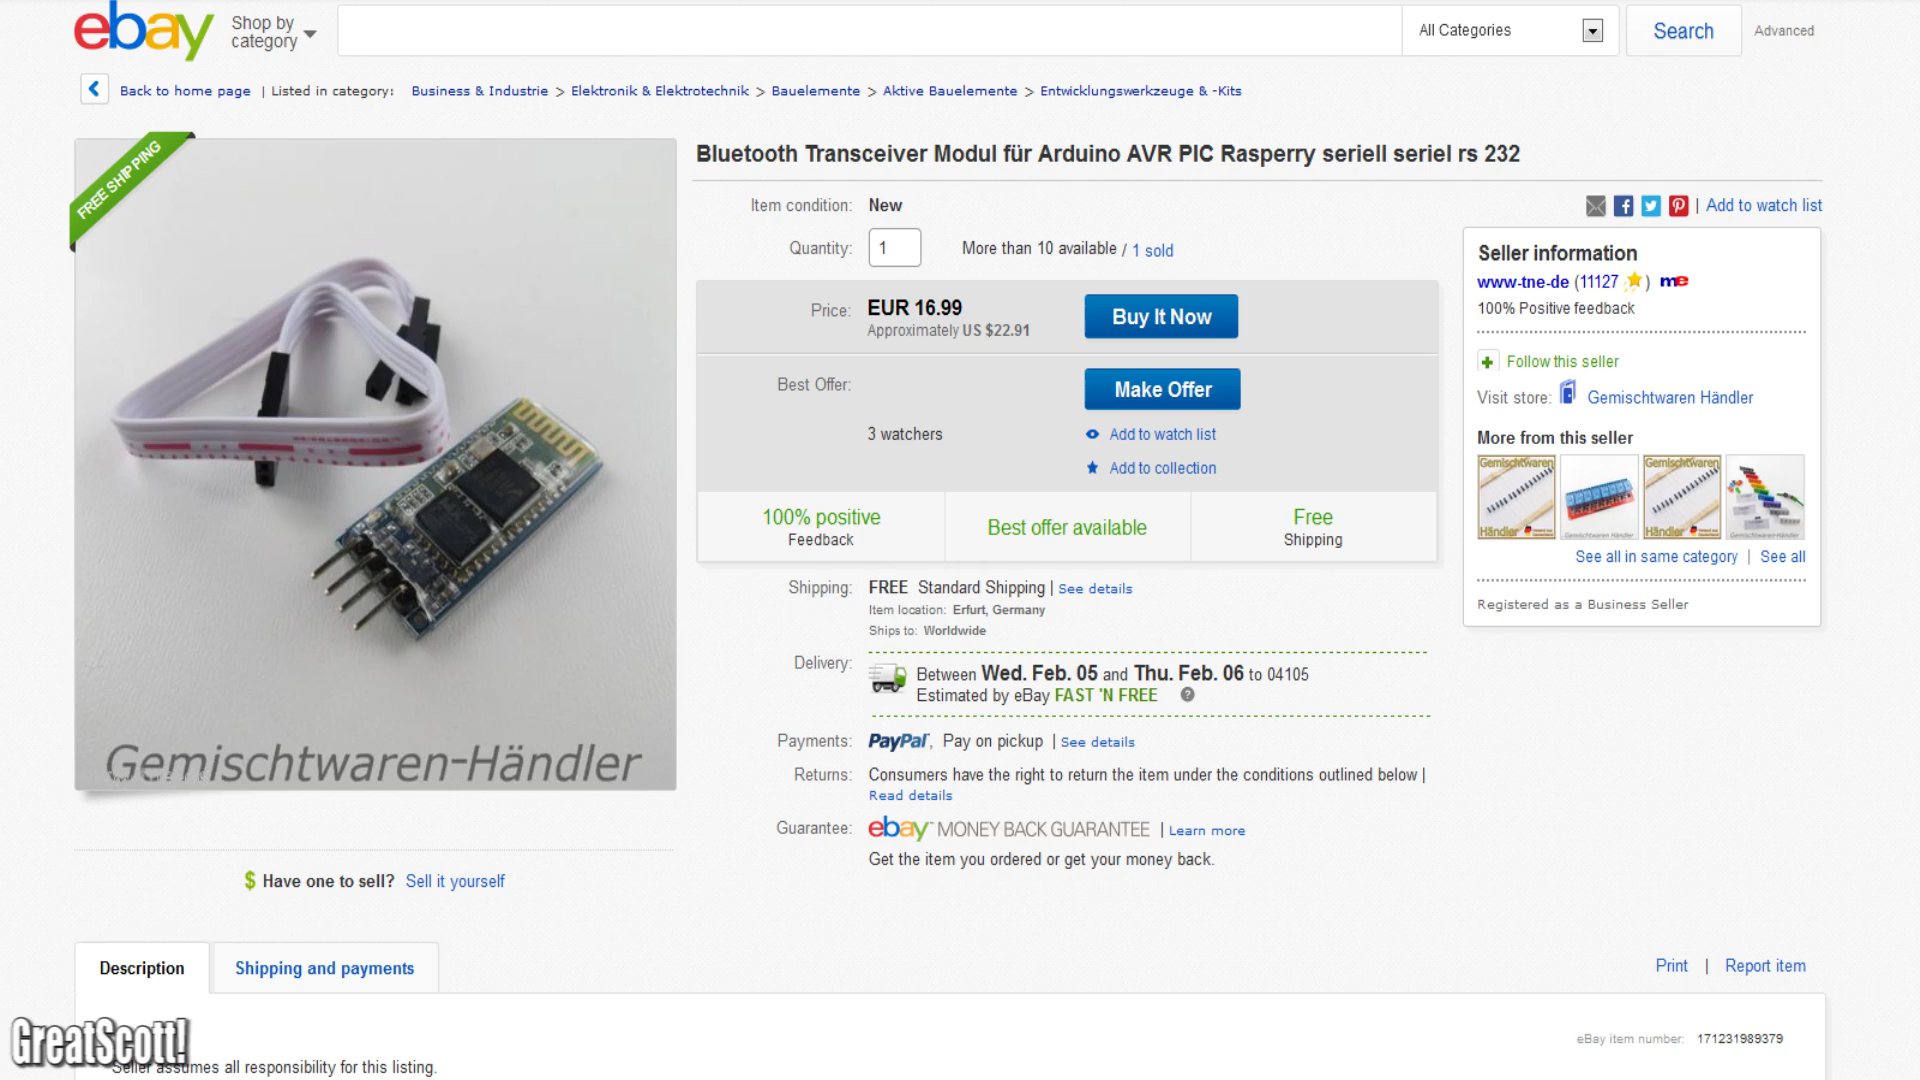 ebay
Shop by
category
All Categories
Search
Advanced
Back to home page | Listed in category: Business & Industrie > Elektronik & Elektrotechnik > Bauelemente > Aktive Bauelemente > Entwicklungswerkzeuge & -Kits
FREE SHIPPING
Gemischtwaren-Händler
$ Have one to sell? Sell it yourself
Bluetooth Transceiver Modul für Arduino AVR PIC Rasperry seriell seriel rs 232
Item condition: New
Quantity: 1 More than 10 available / 1 sold
Price: EUR 16.99
Approximately US $22.91
Buy It Now
Best Offer:
Make Offer
3 watchers
Add to watch list
Add to collection
100% positive
Feedback
Best offer available
Free
Shipping
Shipping: FREE Standard Shipping | See details
Item location: Erfurt, Germany
Ships to: Worldwide
Delivery: Between Wed. Feb. 05 and Thu. Feb. 06 to 04105
Estimated by eBay FAST 'N FREE ?
Payments: PayPal, Pay on pickup | See details
Returns: Consumers have the right to return the item under the conditions outlined below |
Read details
Guarantee: ebay™ MONEY BACK GUARANTEE | Learn more
Get the item you ordered or get your money back.
| Add to watch list
Seller information
www-tne-de (11127 ) me
100% Positive feedback
Follow this seller
Visit store: Gemischtwaren Händler
More from this seller
Gemischtwaren
Händler
Gemischtwaren Händler
Gemischtwaren
Händler
Gemischtwaren-Händler
See all in same category | See all
Registered as a Business Seller
Description
Shipping and payments
Print | Report item
eBay item number: 171231989379
GreatScott!
Seller assumes all responsibility for this listing.